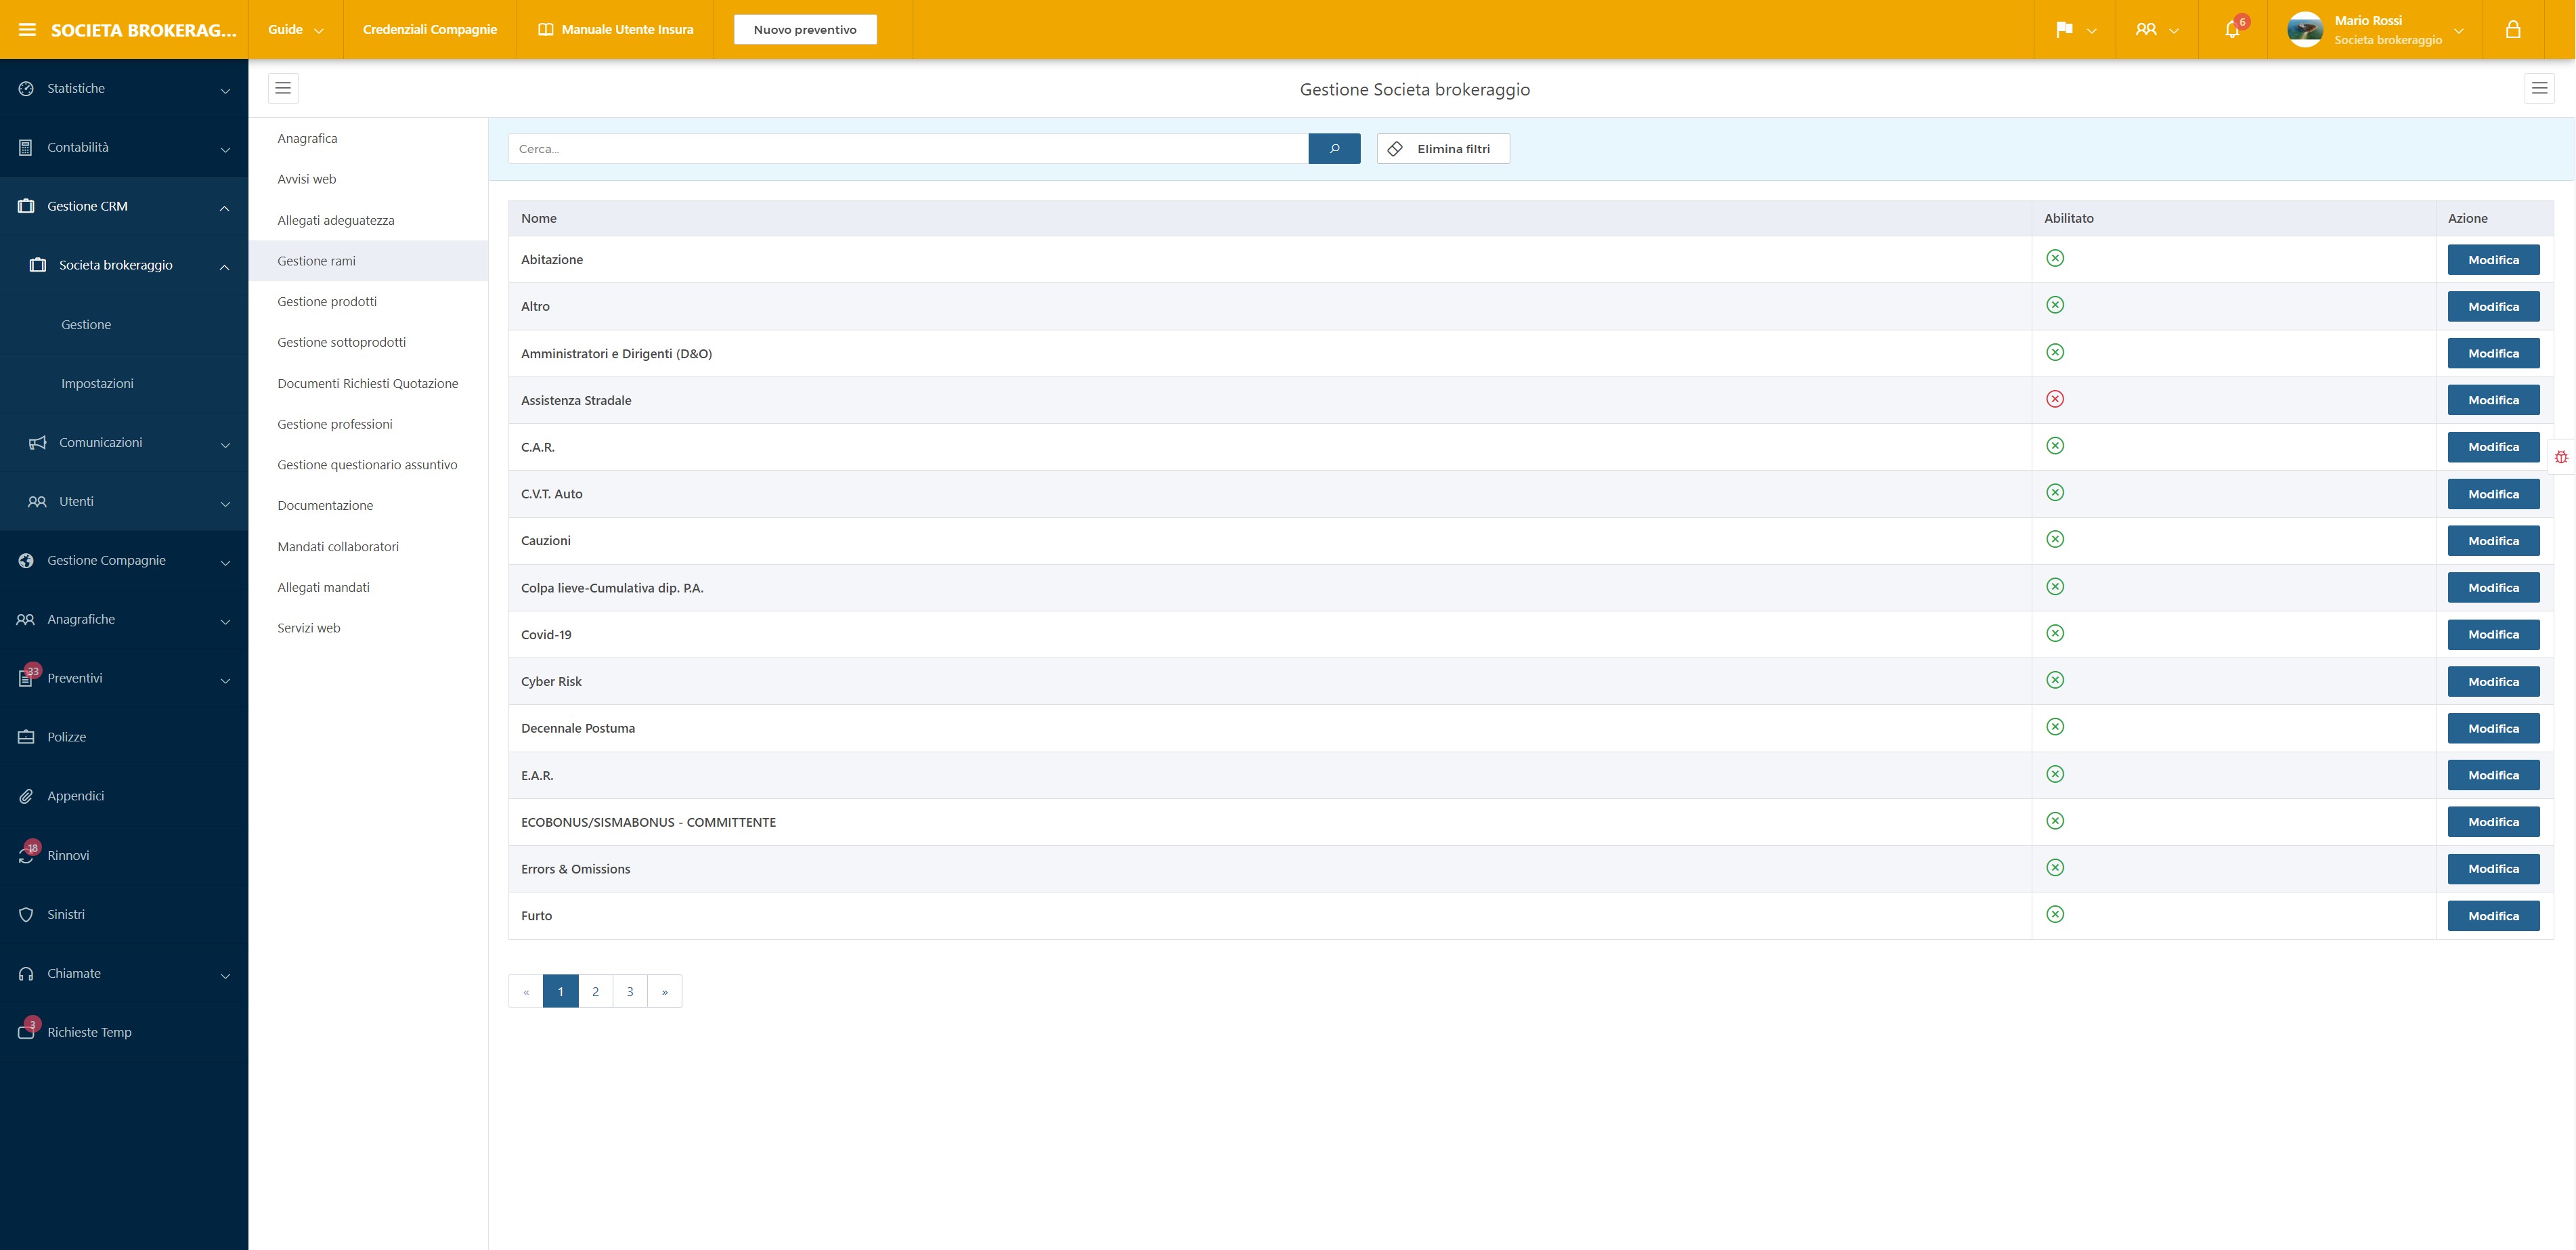 SOCIETA BROKERAG...
Guide
Credenziali Compagnie
Manuale Utente Insura
Nuovo preventivo
6
Mario Rossi
Societa brokeraggio
Statistiche
Contabilità
Gestione CRM
Societa brokeraggio
Gestione
Impostazioni
Comunicazioni
Utenti
Gestione Compagnie
Anagrafiche
33
Preventivi
Polizze
Appendici
18
Rinnovi
Sinistri
Chiamate
3
Richieste Temp
Gestione Societa brokeraggio
Anagrafica
Avvisi web
Allegati adeguatezza
Gestione rami
Gestione prodotti
Gestione sottoprodotti
Documenti Richiesti Quotazione
Gestione professioni
Gestione questionario assuntivo
Documentazione
Mandati collaboratori
Allegati mandati
Servizi web
Cerca...
Elimina filtri
Nome Abilitato Azione
Abitazione Modifica
Altro Modifica
Amministratori e Dirigenti (D&O) Modifica
Assistenza Stradale Modifica
C.A.R. Modifica
C.V.T. Auto Modifica
Cauzioni Modifica
Colpa lieve-Cumulativa dip. P.A. Modifica
Covid-19 Modifica
Cyber Risk Modifica
Decennale Postuma Modifica
E.A.R. Modifica
ECOBONUS/SISMABONUS - COMMITTENTE Modifica
Errors & Omissions Modifica
Furto Modifica
« 1 2 3 »